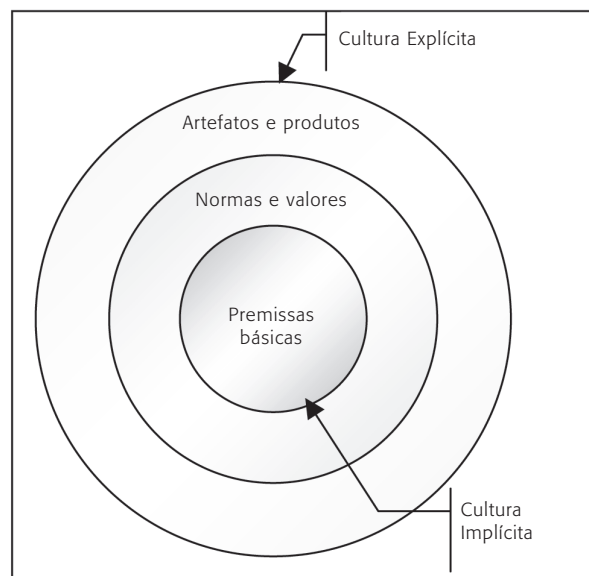 Cultura Explícita
Artefatos e produtos
Normas e valores
Premissas
básicas
Cultura
Implícita